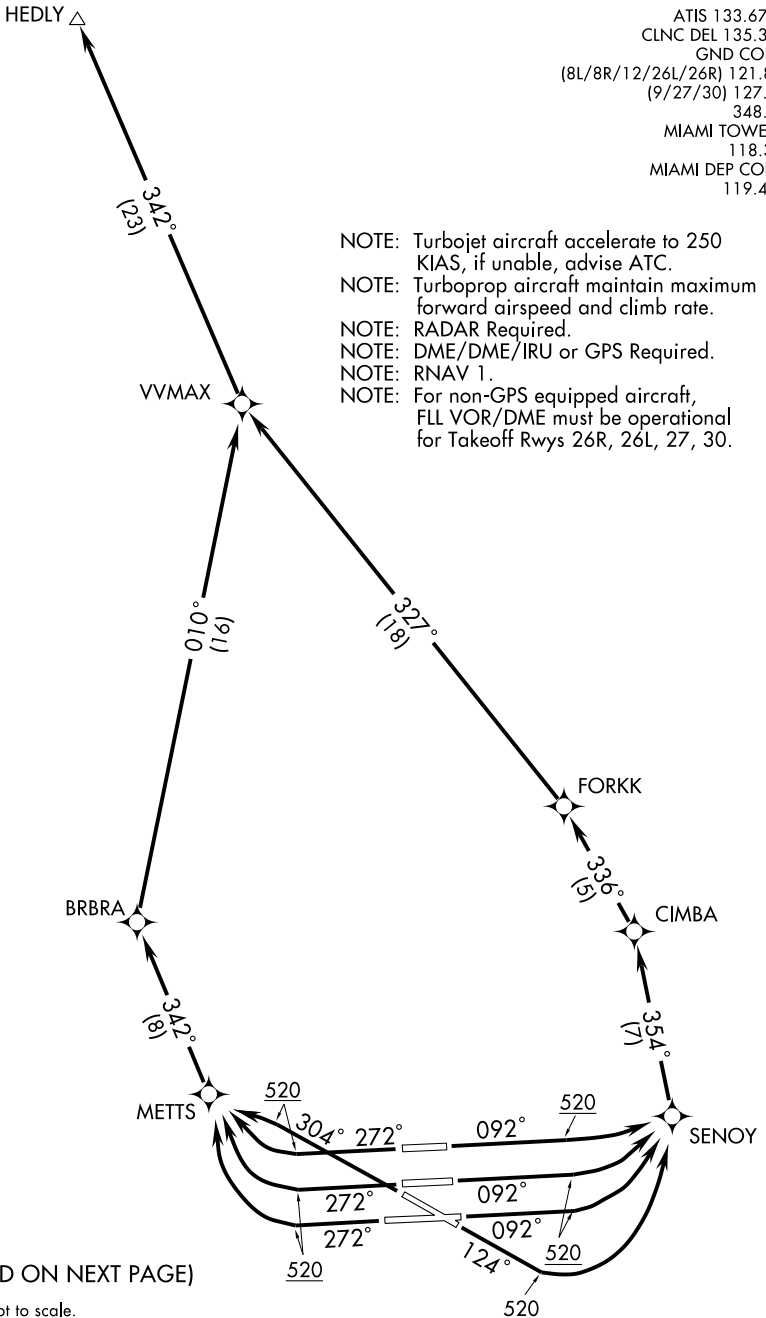 HEDLY
ATIS 133.67
CLNC DEL 135.3
GND CO
(8L/8R/12/26L/26R) 121.8
(9/27/30) 127.
348.
MIAMI TOWE
118.3
MIAMI DEP CO
119.4
342°
(23)
NOTE: Turbojet aircraft accelerate to 250
KIAS, if unable, advise ATC.
NOTE: Turboprop aircraft maintain maximum
forward airspeed and climb rate.
NOTE: RADAR Required.
NOTE: DME/DME/IRU or GPS Required.
NOTE: RNAV 1.
NOTE: For non-GPS equipped aircraft,
FLL VOR/DME must be operational
for Takeoff Rwys 26R, 26L, 27, 30.
VVMAX
010°
(16)
327°
(18)
FORKK
336°
(5)
BRBRA
CIMBA
342°
(8)
354°
(7)
METTS
520
304°
272°
092°
520
SENOY
272°
092°
272°
092°
520
124°
520
520
D ON NEXT PAGE)
ot to scale.